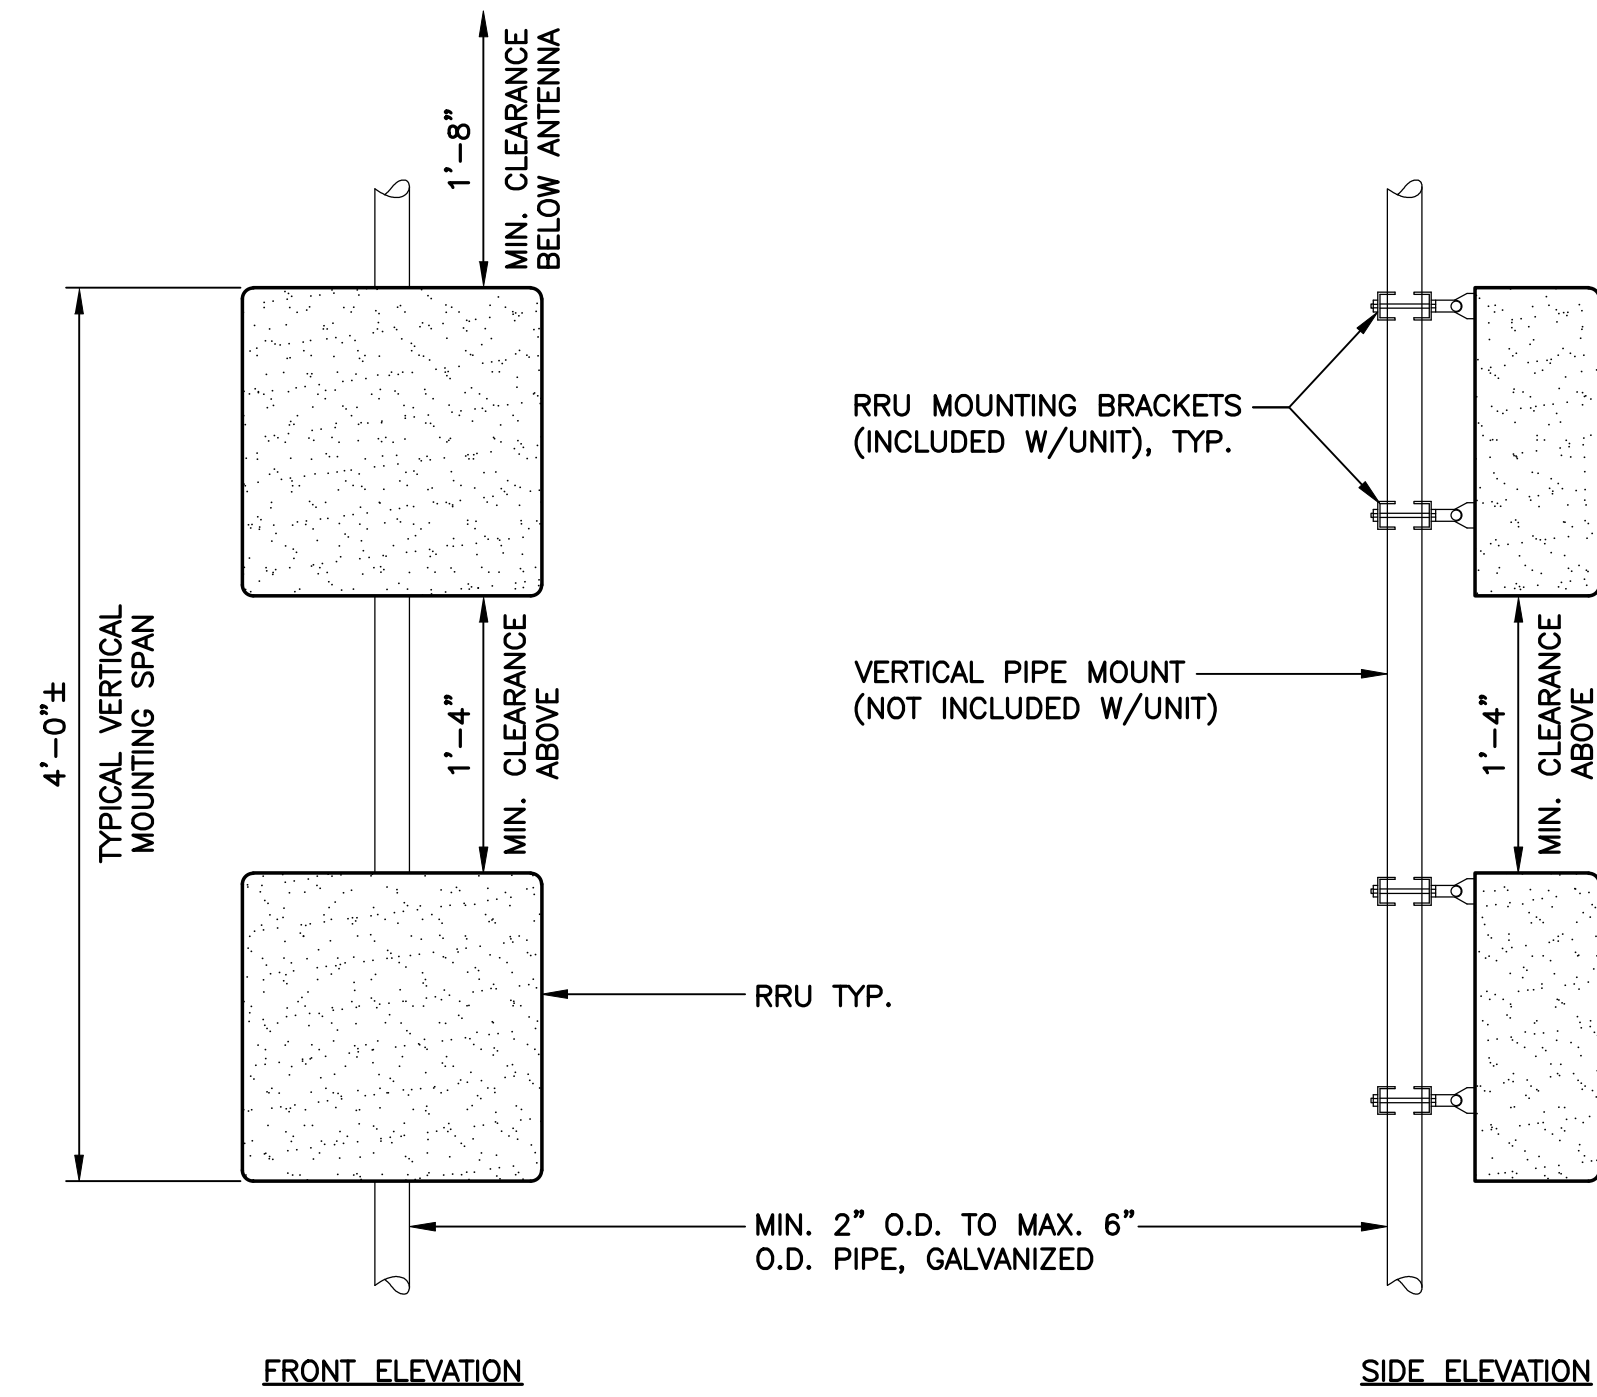 1'-8"
MIN. CLEARANCE
BELOW ANTENNA
4'-0"±
TYPICAL VERTICAL
MOUNTING SPAN
1'-4"
MIN. CLEARANCE
ABOVE
RRU MOUNTING BRACKETS
(INCLUDED W/UNIT), TYP.
VERTICAL PIPE MOUNT
(NOT INCLUDED W/UNIT)
1'-4"
MIN. CLEARANCE
ABOVE
RRU TYP.
MIN. 2" O.D. TO MAX. 6"
O.D. PIPE, GALVANIZED
FRONT ELEVATION
SIDE ELEVATION